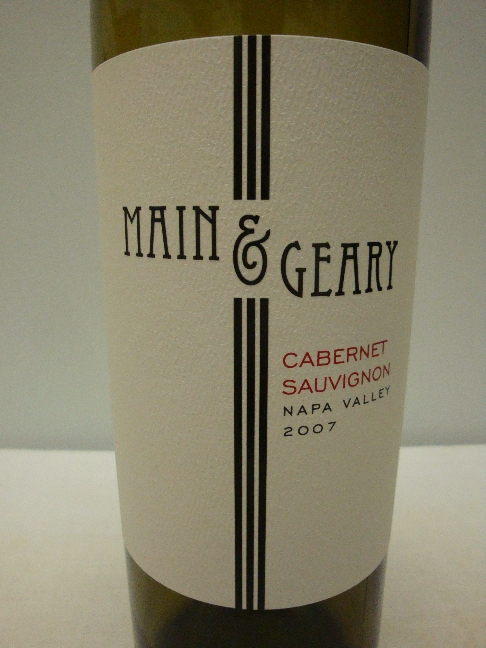 MAIN & GEARY
CABERNET
SAUVIGNON
NAPA VALLEY
2007